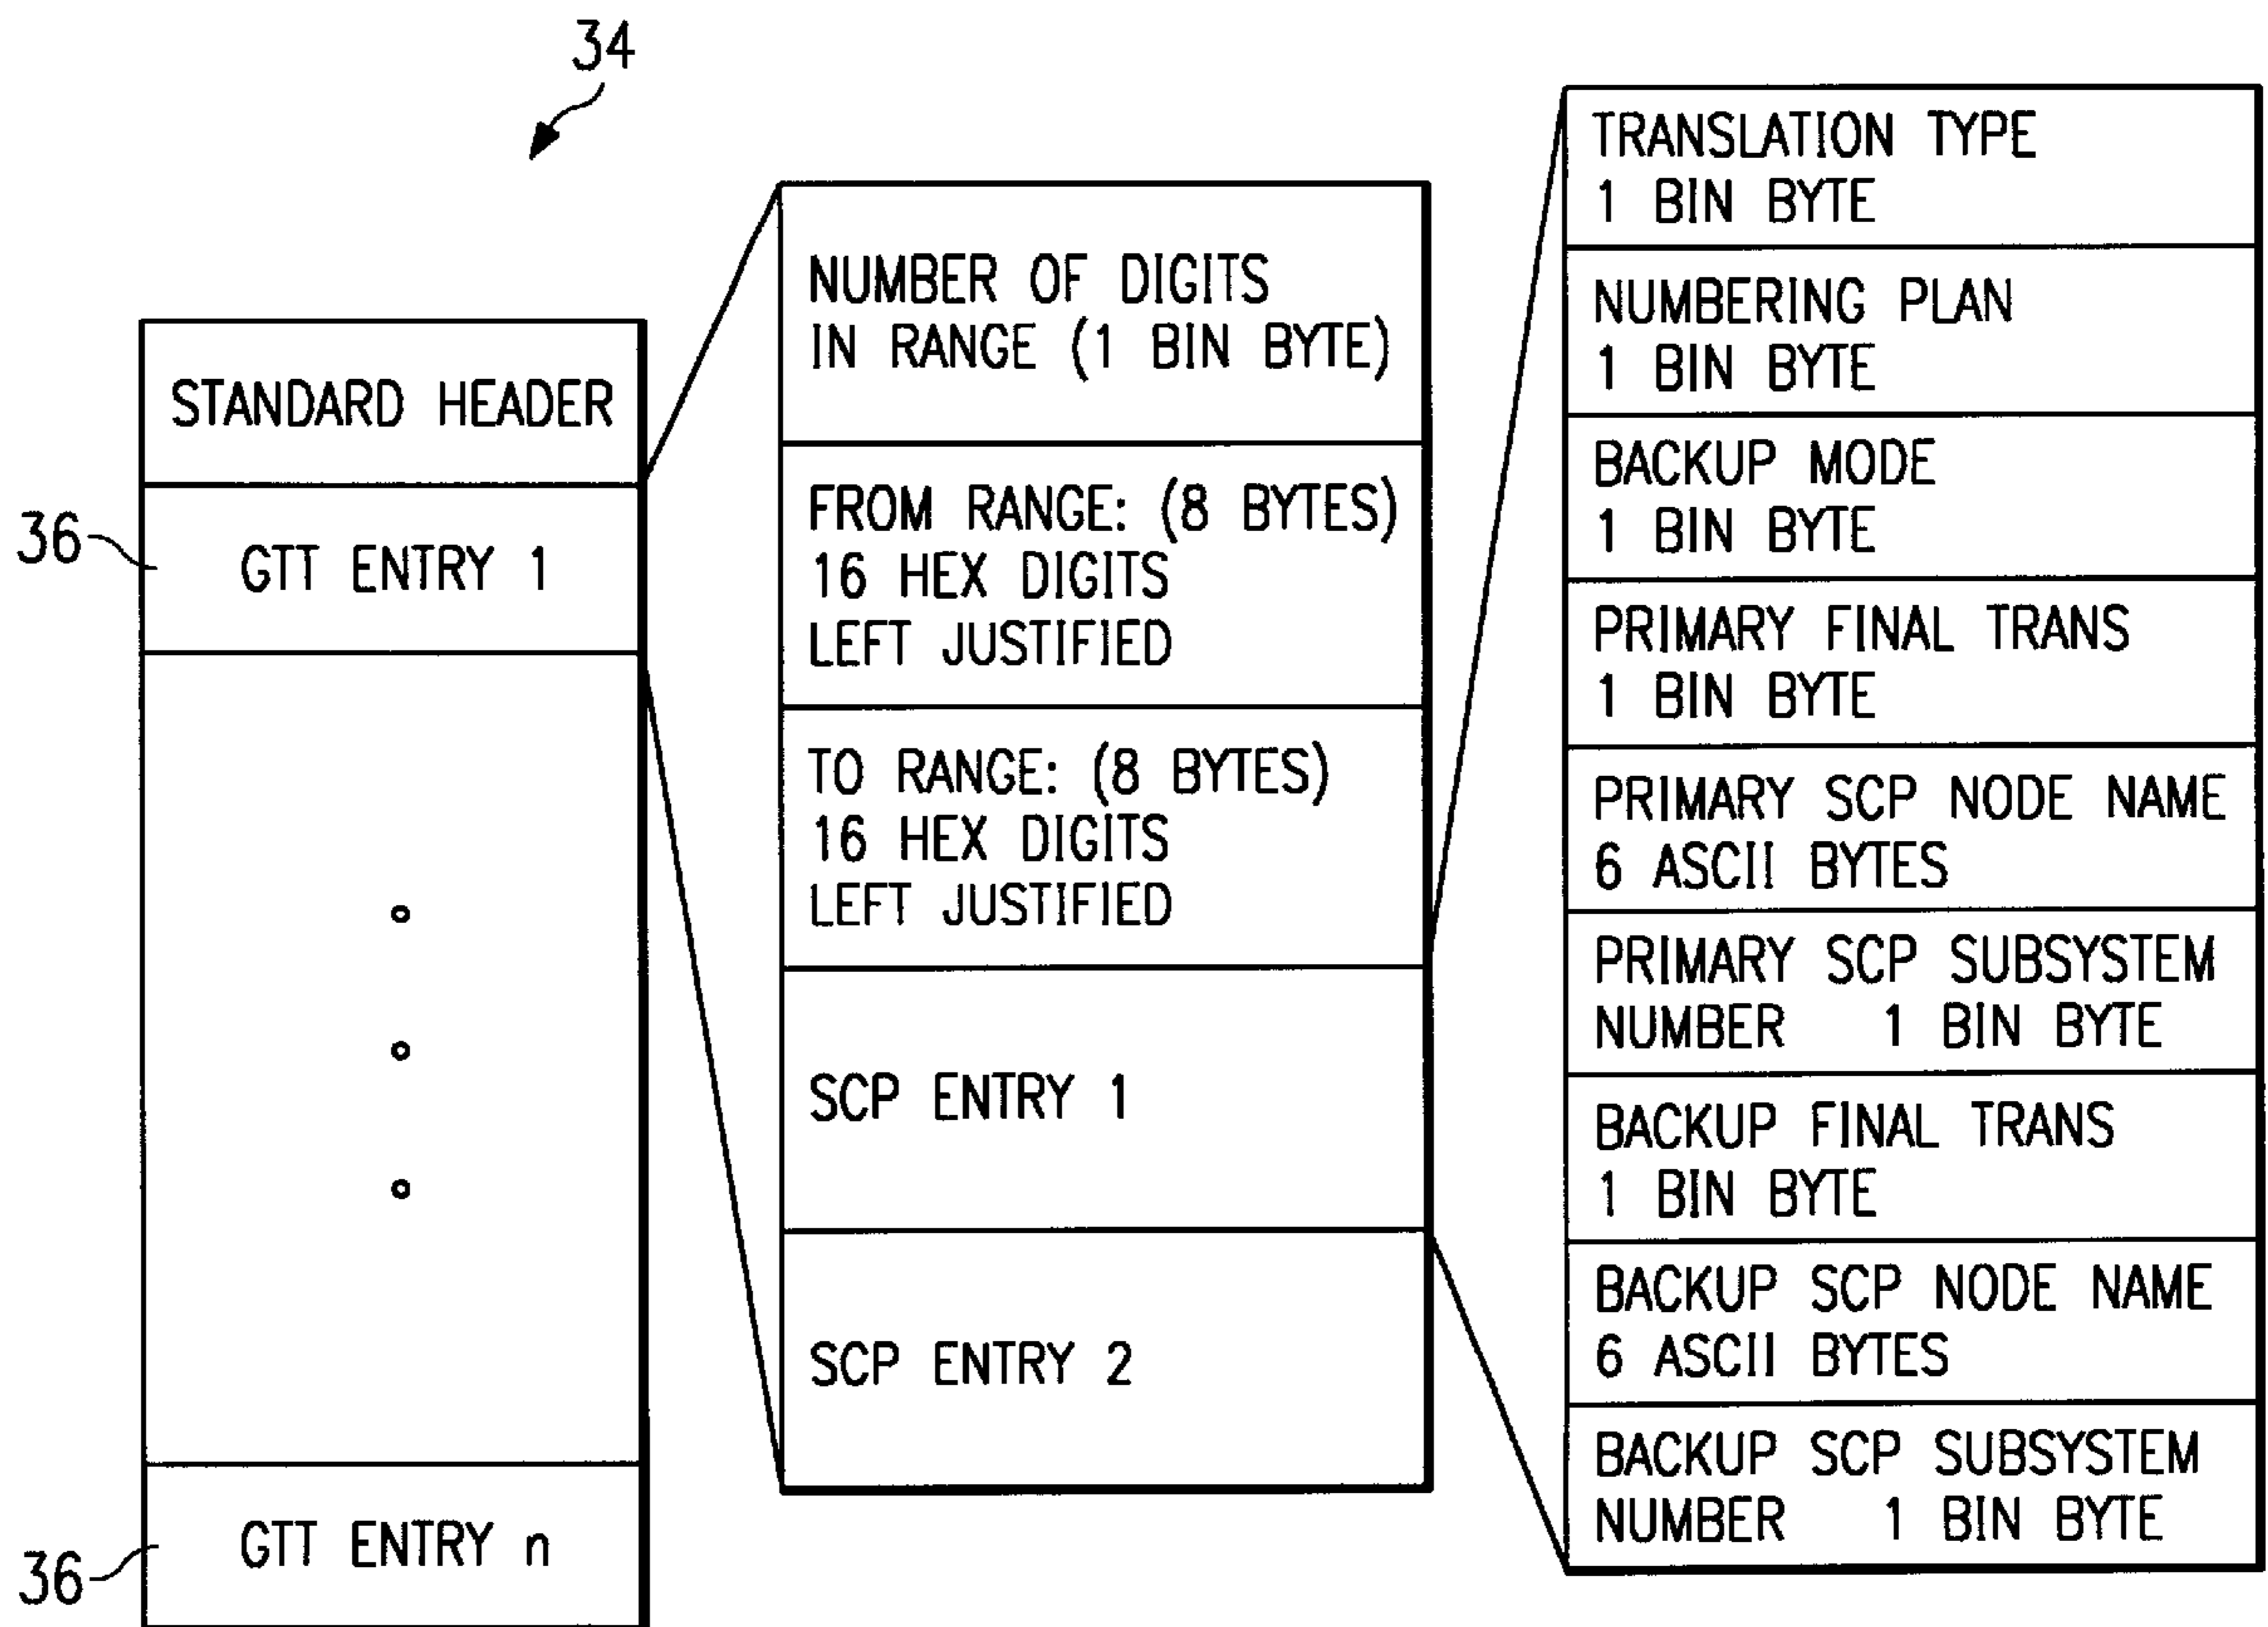 34
STANDARD HEADER
36
GTT ENTRY 1
GTT ENTRY n
36
NUMBER OF DIGITS
IN RANGE (1 BIN BYTE)
FROM RANGE: (8 BYTES)
16 HEX DIGITS
LEFT JUSTIFIED
TO RANGE: (8 BYTES)
16 HEX DIGITS
LEFT JUSTIFIED
SCP ENTRY 1
SCP ENTRY 2
TRANSLATION TYPE
1 BIN BYTE
NUMBERING PLAN
1 BIN BYTE
BACKUP MODE
1 BIN BYTE
PRIMARY FINAL TRANS
1 BIN BYTE
PRIMARY SCP NODE NAME
6 ASCII BYTES
PRIMARY SCP SUBSYSTEM
NUMBER 1 BIN BYTE
BACKUP FINAL TRANS
1 BIN BYTE
BACKUP SCP NODE NAME
6 ASCII BYTES
BACKUP SCP SUBSYSTEM
NUMBER 1 BIN BYTE